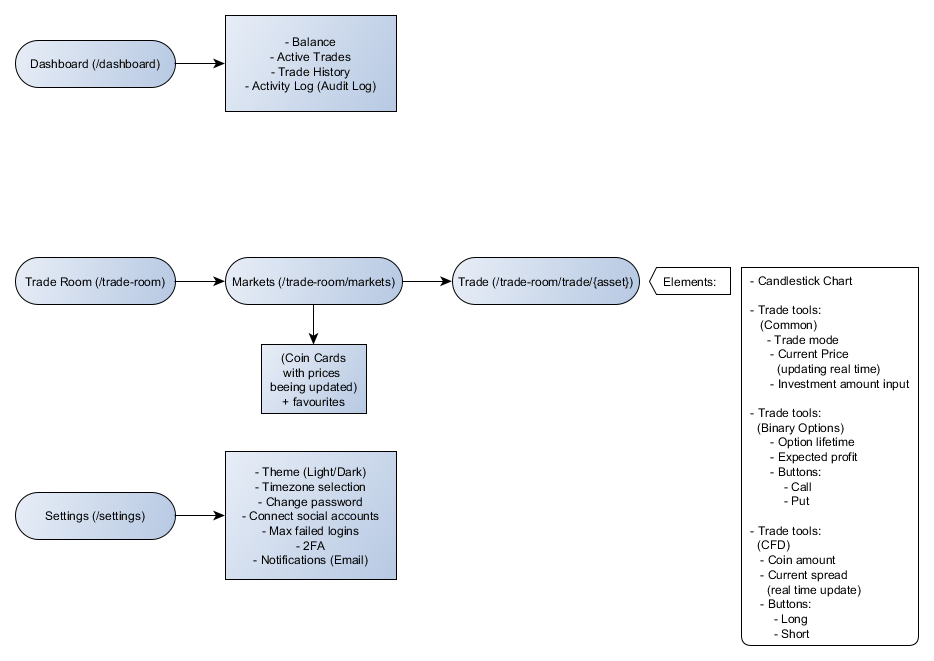 Dashboard (/dashboard)
- Balance
- Active Trades
- Trade History
- Activity Log (Audit Log)
Trade Room (/trade-room)
Markets (/trade-room/markets)
Trade (/trade-room/trade/{asset})
Elements:
(Coin Cards
with prices
beeing updated)
+ favourites
- Candlestick Chart
- Trade tools:
(Common)
- Trade mode
- Current Price
(updating real time)
- Investment amount input
- Trade tools:
(Binary Options)
- Option lifetime
- Expected profit
- Buttons:
- Call
- Put
- Trade tools:
(CFD)
- Coin amount
- Current spread
(real time update)
- Buttons:
- Long
- Short
Settings (/settings)
- Theme (Light/Dark)
- Timezone selection
- Change password
- Connect social accounts
- Max failed logins
- 2FA
- Notifications (Email)